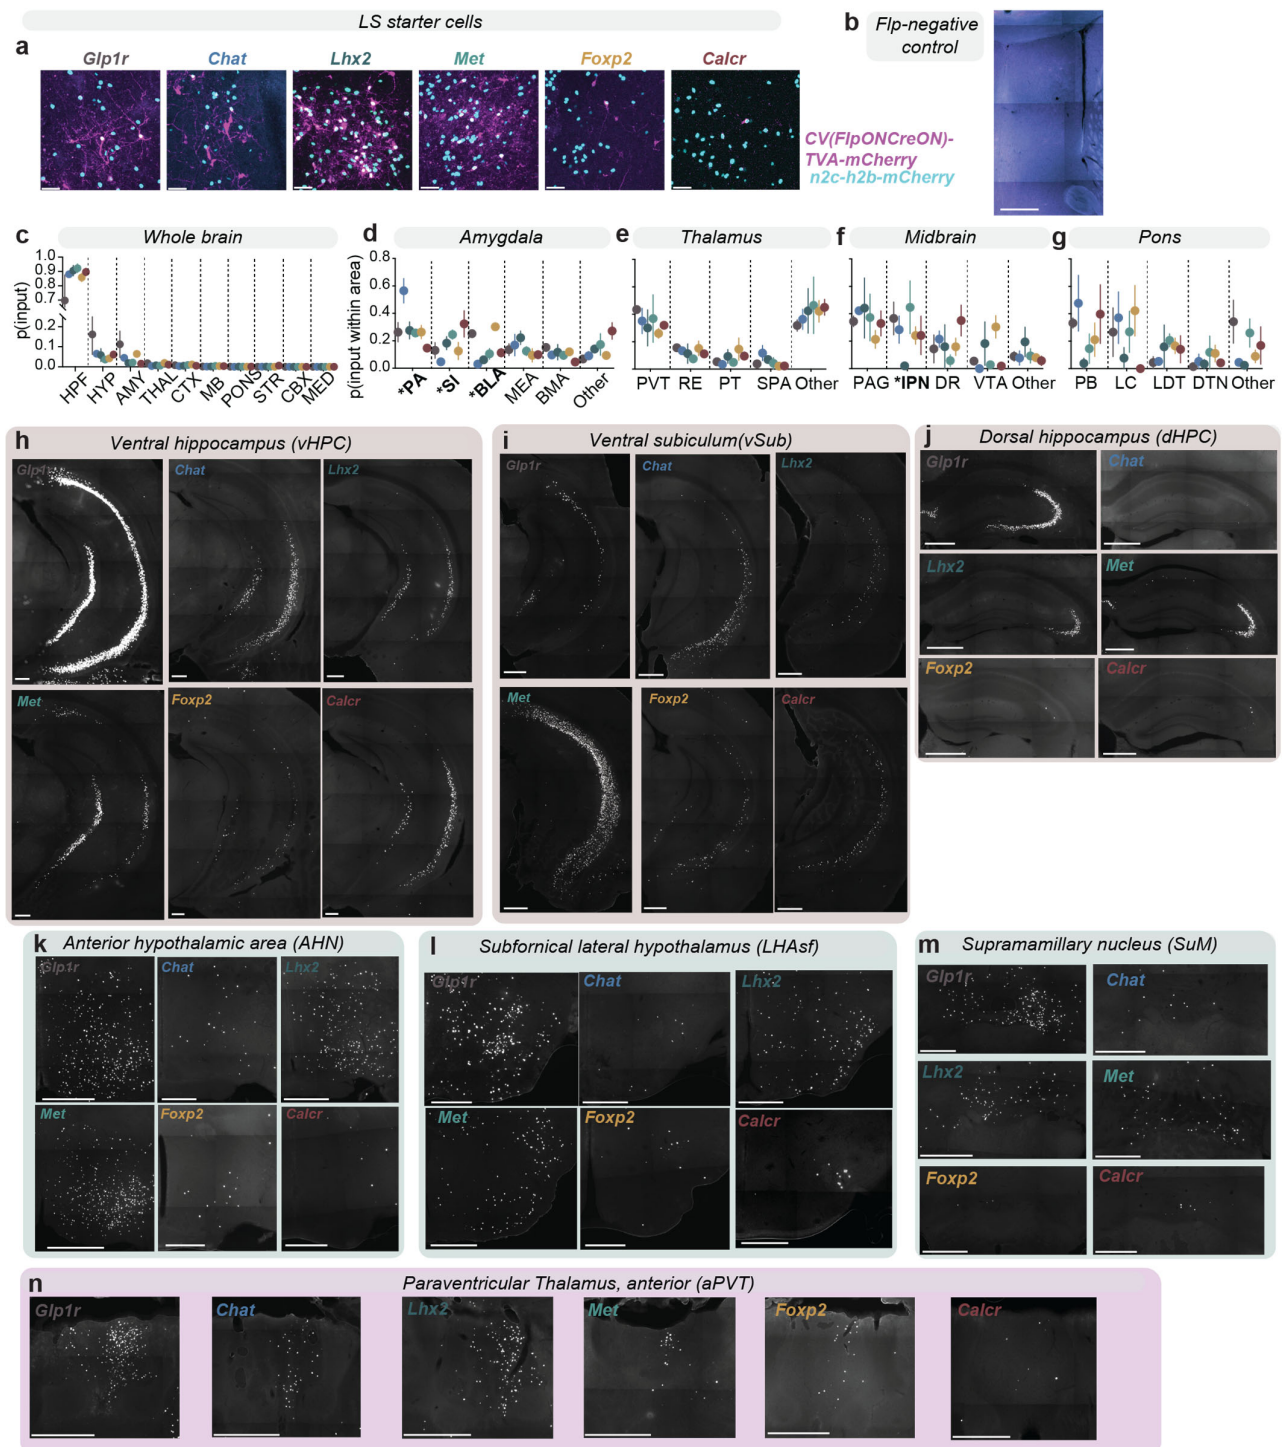 LS starter cells
a
Glp1r
Chat
Lhx2
Met
Foxp2
Calcr
CV(FlpONCreON)-
TVA-mCherry
n2c-h2b-mCherry
b
Flp-negative
control
c
Whole brain
p(input)
1.0
0.9
0.8
0.7
0.2
0.1
0.0
HPF
HYP
AMY
THAL
CTX
MB
PONS
STR
CBX
MED
d
Amygdala
p(input within area)
0.8
0.6
0.4
0.2
0.0
*PA
*SI
*BLA
MEA
BMA
Other
e
Thalamus
PVT
RE
PT
SPA
Other
f
Midbrain
PAG
*IPN
DR
VTA
Other
g
Pons
PB
LC
LDT
DTN
Other
h
Ventral hippocampus (vHPC)
Glp1r
Chat
Lhx2
Met
Foxp2
Calcr
i
Ventral subiculum(vSub)
Glp1r
Chat
Lhx2
Met
Foxp2
Calcr
j
Dorsal hippocampus (dHPC)
Glp1r
Chat
Lhx2
Met
Foxp2
Calcr
k
Anterior hypothalamic area (AHN)
Glp1r
Chat
Lhx2
Met
Foxp2
Calcr
l
Subfornical lateral hypothalamus (LHAsf)
Glp1r
Chat
Lhx2
Met
Foxp2
Calcr
m
Supramamillary nucleus (SuM)
Glp1r
Chat
Lhx2
Met
Foxp2
Calcr
n
Paraventricular Thalamus, anterior (aPVT)
Glp1r
Chat
Lhx2
Met
Foxp2
Calcr